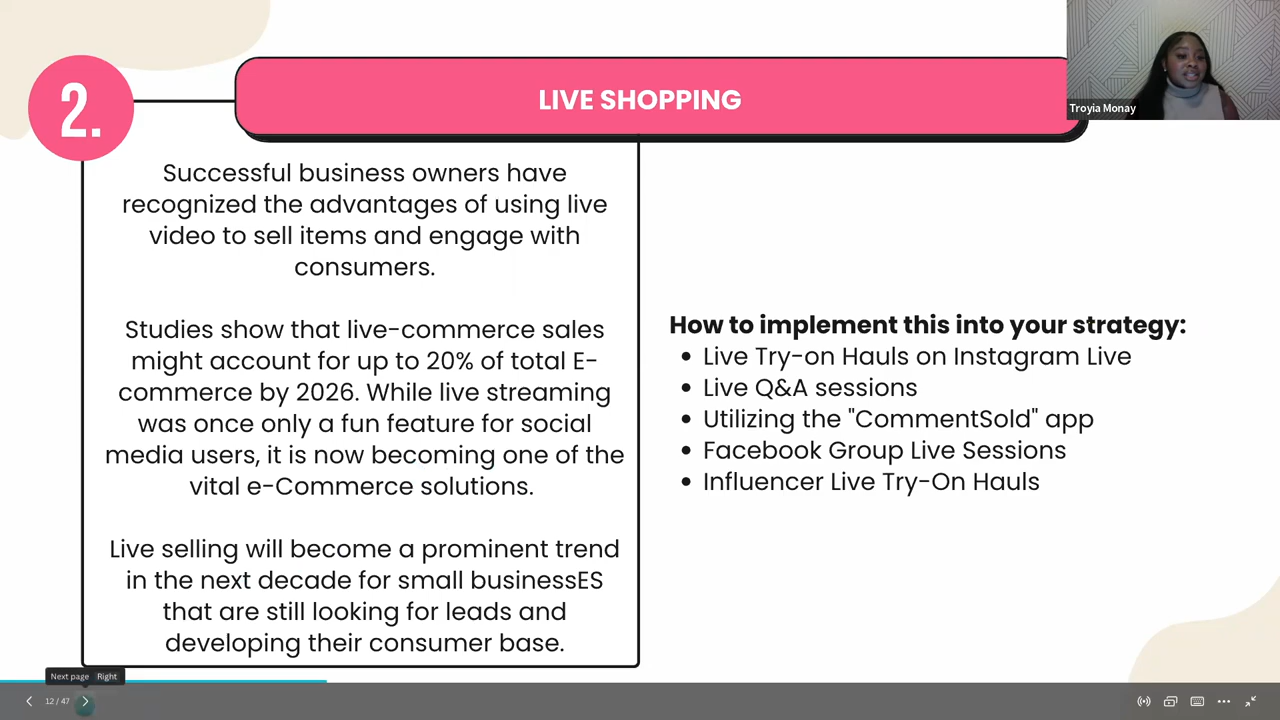 2.
LIVE SHOPPING
Troyia Monay
Successful business owners have
recognized the advantages of using live
video to sell items and engage with
consumers.
Studies show that live-commerce sales
might account for up to 20% of total E-
commerce by 2026. While live streaming
was once only a fun feature for social
media users, it is now becoming one of the
vital e-Commerce solutions.
Live selling will become a prominent trend
in the next decade for small businessES
that are still looking for leads and
developing their consumer base.
How to implement this into your strategy:
• Live Try-on Hauls on Instagram Live
• Live Q&A sessions
• Utilizing the "CommentSold" app
• Facebook Group Live Sessions
• Influencer Live Try-On Hauls
Next page Right
12 / 47